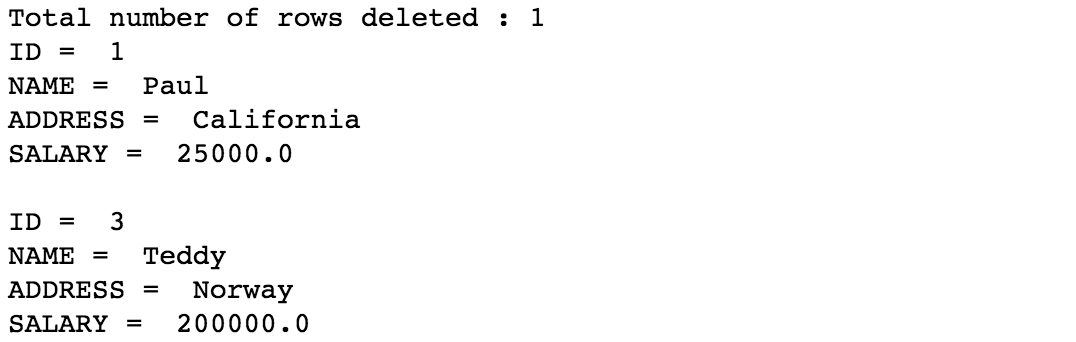 Total number of rows deleted : 1
ID =  1
NAME =  Paul
ADDRESS =  California
SALARY =  25000.0

ID =  3
NAME =  Teddy
ADDRESS =  Norway
SALARY =  200000.0